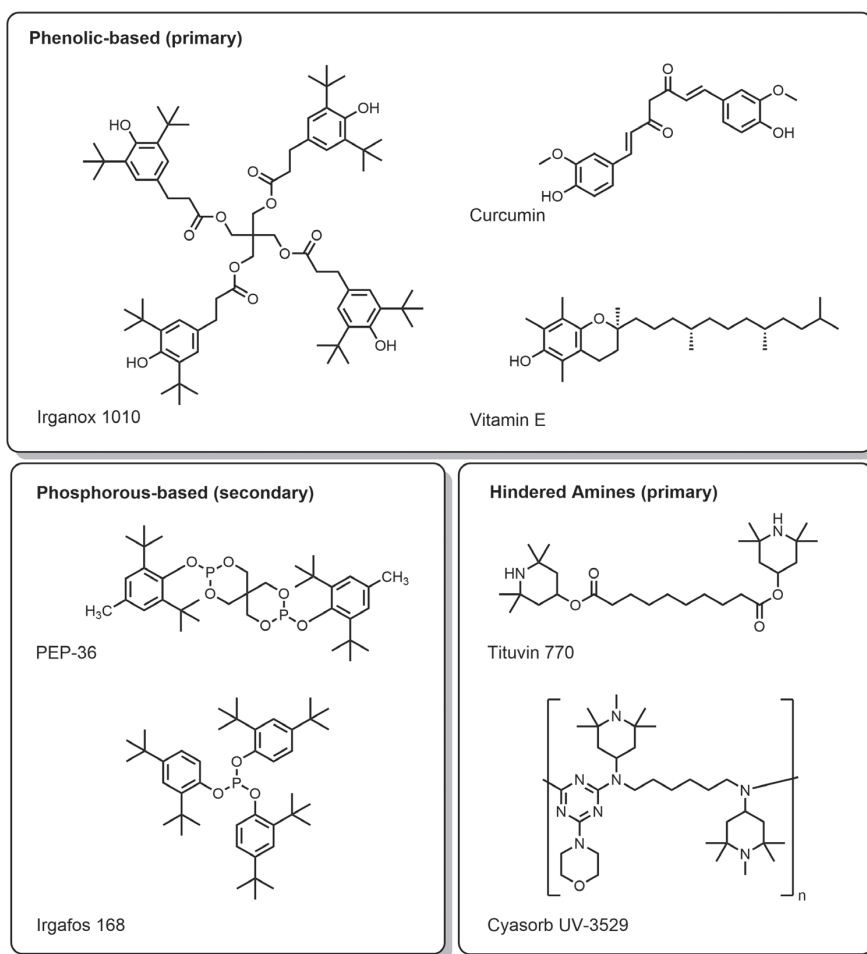 Phenolic-based (primary)
OH
HO
O
O
O
O
O
O
O
O
HO
OH
Irganox 1010
O
O
O
OH
O
HO
Curcumin
O
HO
Vitamin E
Phosphorous-based (secondary)
O
P
O
O
O
O
P
O
CH₃
H₃C
PEP-36
O
P
O
O
Irgafos 168
Hindered Amines (primary)
H
N
HN
O
O
O
O
Tituvin 770
N
N
N
N
N
N
N
N
O
n
Cyasorb UV-3529